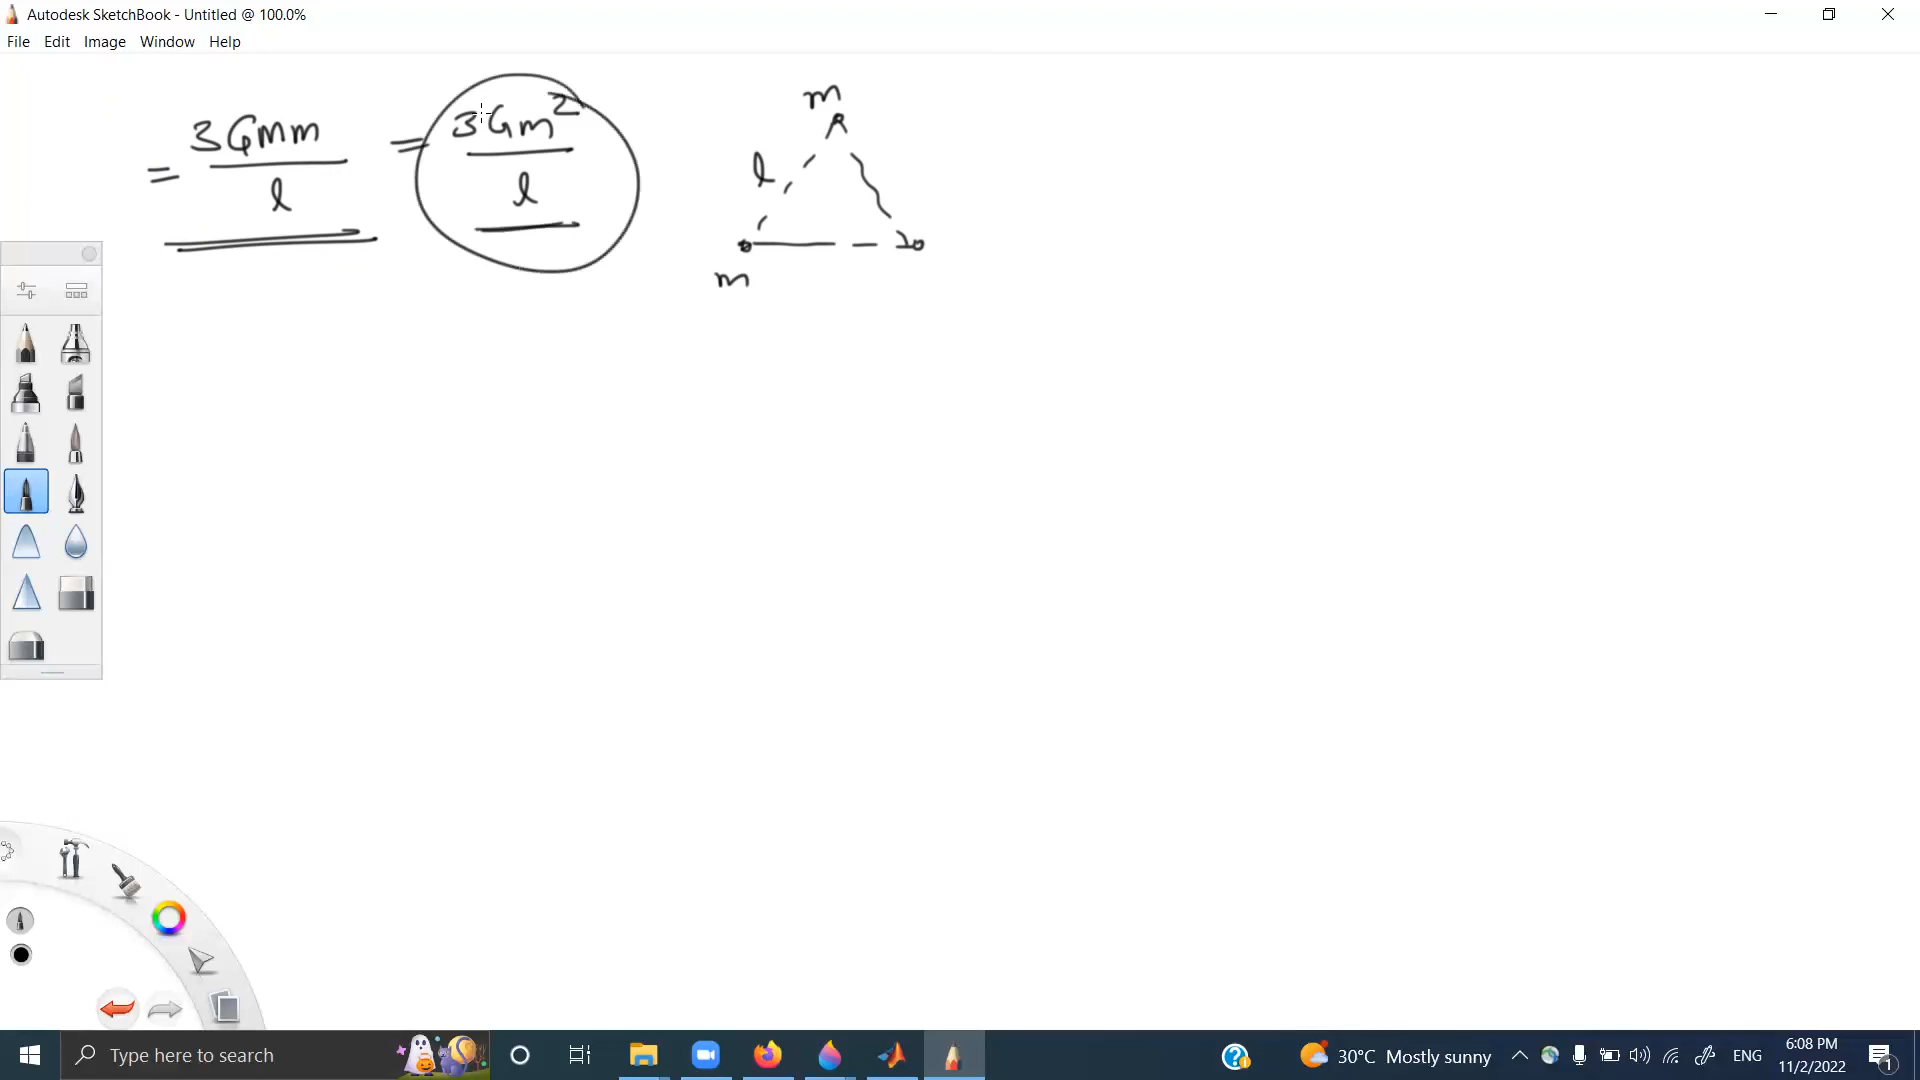 Autodesk SketchBook - Untitled @ 100.0%
File Edit Image Window Help
= 3GMm / l = 3Gm² / l
m
l
m
Type here to search
30°C Mostly sunny
ENG
6:08 PM
11/2/2022
1